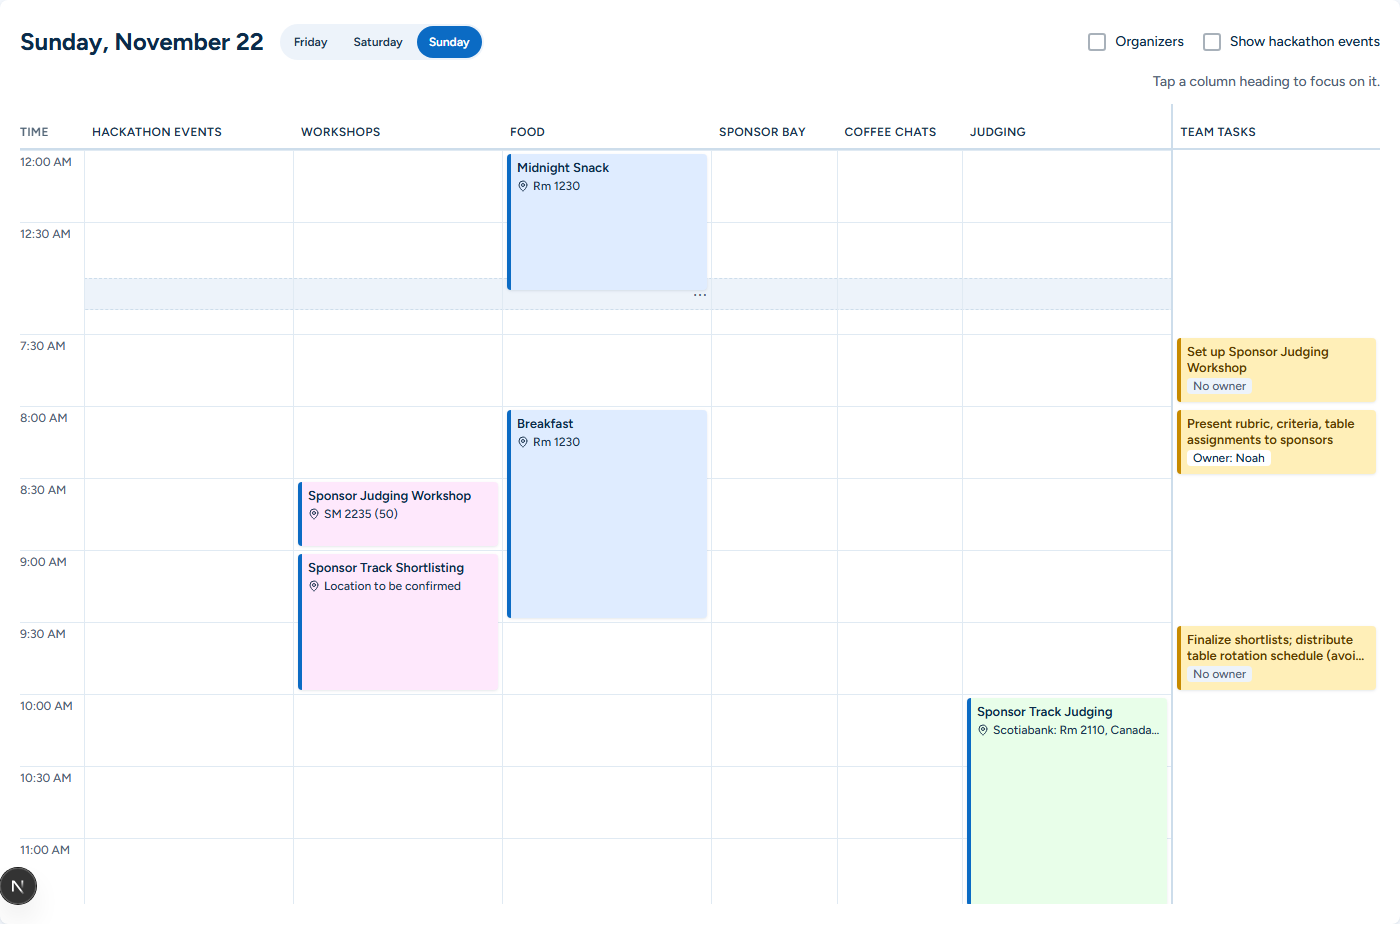 Sunday, November 22
Friday
Saturday
Sunday
Organizers
Show hackathon events
Tap a column heading to focus on it.
TIME
HACKATHON EVENTS
WORKSHOPS
FOOD
SPONSOR BAY
COFFEE CHATS
JUDGING
TEAM TASKS
12:00 AM
Midnight Snack
Rm 1230
12:30 AM
...
7:30 AM
Set up Sponsor Judging
Workshop
No owner
8:00 AM
Breakfast
Rm 1230
Present rubric, criteria, table
assignments to sponsors
Owner: Noah
8:30 AM
Sponsor Judging Workshop
SM 2235 (50)
9:00 AM
Sponsor Track Shortlisting
Location to be confirmed
9:30 AM
Finalize shortlists; distribute
table rotation schedule (avoi...
No owner
10:00 AM
Sponsor Track Judging
Scotiabank: Rm 2110, Canada...
10:30 AM
11:00 AM
N